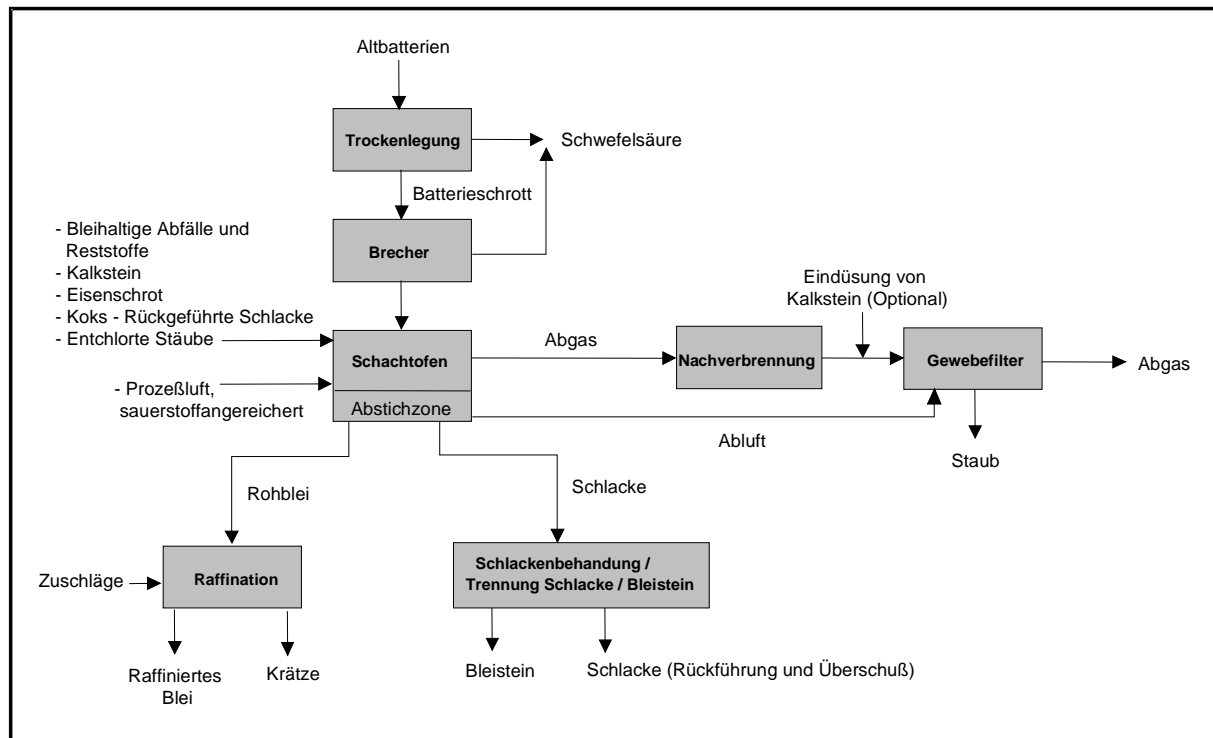 Altbatterien
Trockenlegung
Schwefelsäure
Batterieschrott
- Bleihaltige Abfälle und
Reststoffe
- Kalkstein
- Eisenschrot
- Koks - Rückgeführte Schlacke
- Entchlorte Stäube
Brecher
Eindüsung von
Kalkstein (Optional)
Schachtofen
Abgas
Nachverbrennung
Gewebefilter
Abgas
- Prozeßluft,
sauerstoffangereichert
Abstichzone
Abluft
Staub
Rohblei
Schlacke
Zuschläge
Raffination
Schlackenbehandung /
Trennung Schlacke / Bleistein
Raffiniertes
Blei
Krätze
Bleistein
Schlacke (Rückführung und Überschuß)